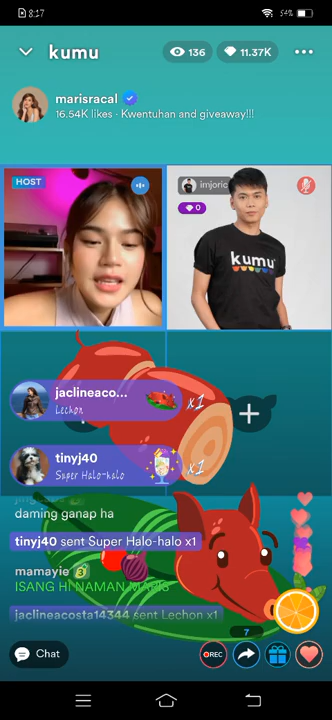 8:17
54%
kumu
136
11.37K
marisracal
16.54K likes · Kwentuhan and giveaway!!!
HOST
imjoric
0
kumu
jaclineaco...
Lechon
x1
tinyj40
Super Halo-halo
x1
daming ganap ha
tinyj40 sent Super Halo-halo x1
mamayie
ISANG HI NAMAN MARIS
jaclineacosta14344 sent Lechon x1
7
Chat
REC